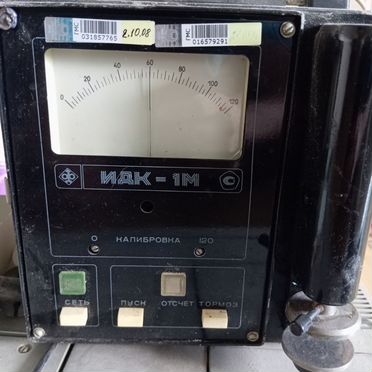 ГМС
031857765
2.10.08
ГМС
016579291
0 20 40 60 80 100 120
ИДК-1М
0 КАЛИБРОВКА 120
СЕТЬ ПУСК ОТСЧЕТ ТОРМОЗ